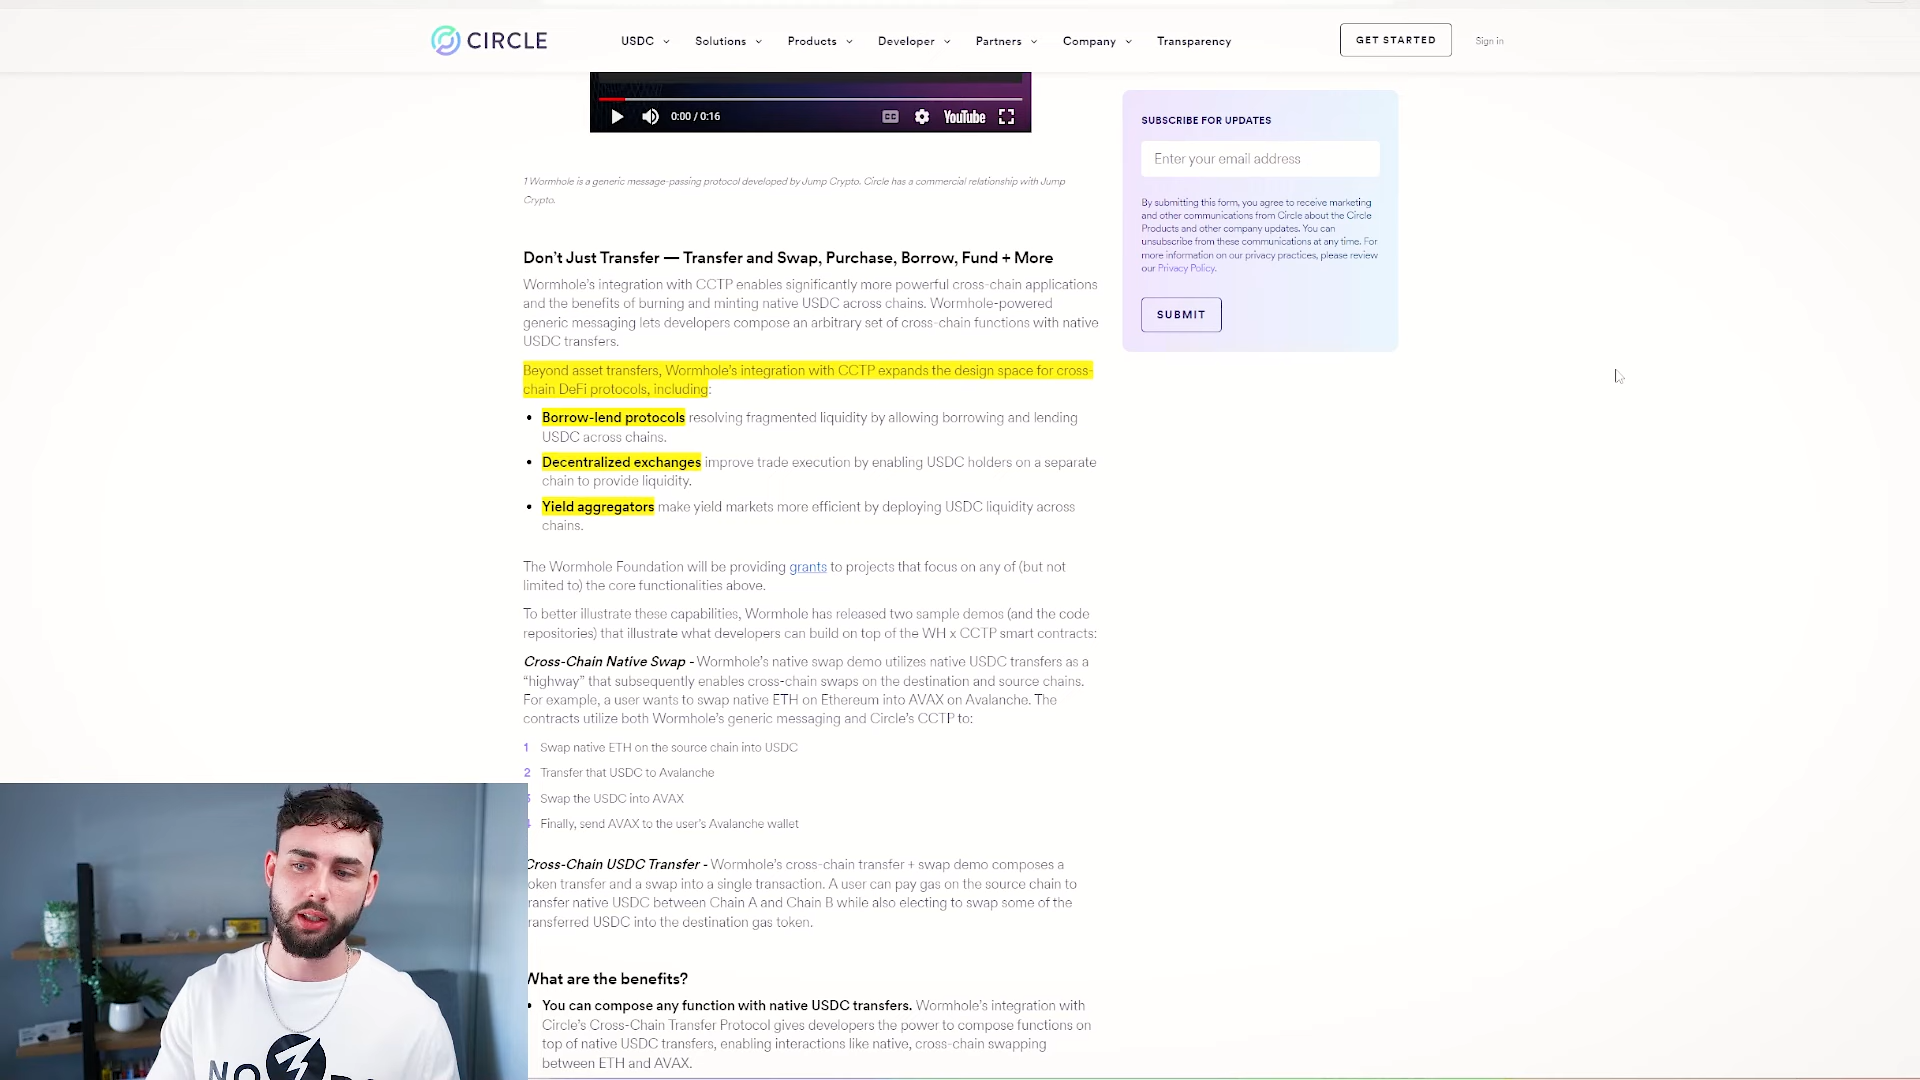 CIRCLE
USDC
Solutions
Products
Developer
Partners
Company
Transparency
GET STARTED
Sign in
0:00 / 0:16
CC
YouTube
1 Wormhole is a generic message-passing protocol developed by Jump Crypto. Circle has a commercial relationship with Jump
Crypto.
Don't Just Transfer — Transfer and Swap, Purchase, Borrow, Fund + More
Wormhole's integration with CCTP enables significantly more powerful cross-chain applications
and the benefits of burning and minting native USDC across chains. Wormhole-powered
generic messaging lets developers compose an arbitrary set of cross-chain functions with native
USDC transfers.
Beyond asset transfers, Wormhole's integration with CCTP expands the design space for cross-
chain DeFi protocols, including:
• Borrow-lend protocols resolving fragmented liquidity by allowing borrowing and lending
USDC across chains.
• Decentralized exchanges improve trade execution by enabling USDC holders on a separate
chain to provide liquidity.
• Yield aggregators make yield markets more efficient by deploying USDC liquidity across
chains.
The Wormhole Foundation will be providing grants to projects that focus on any of (but not
limited to) the core functionalities above.
To better illustrate these capabilities, Wormhole has released two sample demos (and the code
repositories) that illustrate what developers can build on top of the WH x CCTP smart contracts:
Cross-Chain Native Swap - Wormhole's native swap demo utilizes native USDC transfers as a
“highway” that subsequently enables cross-chain swaps on the destination and source chains.
For example, a user wants to swap native ETH on Ethereum into AVAX on Avalanche. The
contracts utilize both Wormhole's generic messaging and Circle's CCTP to:
1 Swap native ETH on the source chain into USDC
2 Transfer that USDC to Avalanche
Swap the USDC into AVAX
Finally, send AVAX to the user's Avalanche wallet
Cross-Chain USDC Transfer - Wormhole's cross-chain transfer + swap demo composes a
oken transfer and a swap into a single transaction. A user can pay gas on the source chain to
ransfer native USDC between Chain A and Chain B while also electing to swap some of the
ransferred USDC into the destination gas token.
What are the benefits?
• You can compose any function with native USDC transfers. Wormhole's integration with
Circle's Cross-Chain Transfer Protocol gives developers the power to compose functions on
top of native USDC transfers, enabling interactions like native, cross-chain swapping
between ETH and AVAX.
SUBSCRIBE FOR UPDATES
Enter your email address
By submitting this form, you agree to receive marketing
and other communications from Circle about the Circle
Products and other company updates. You can
unsubscribe from these communications at any time. For
more information on our privacy practices, please review
our Privacy Policy.
SUBMIT
NO